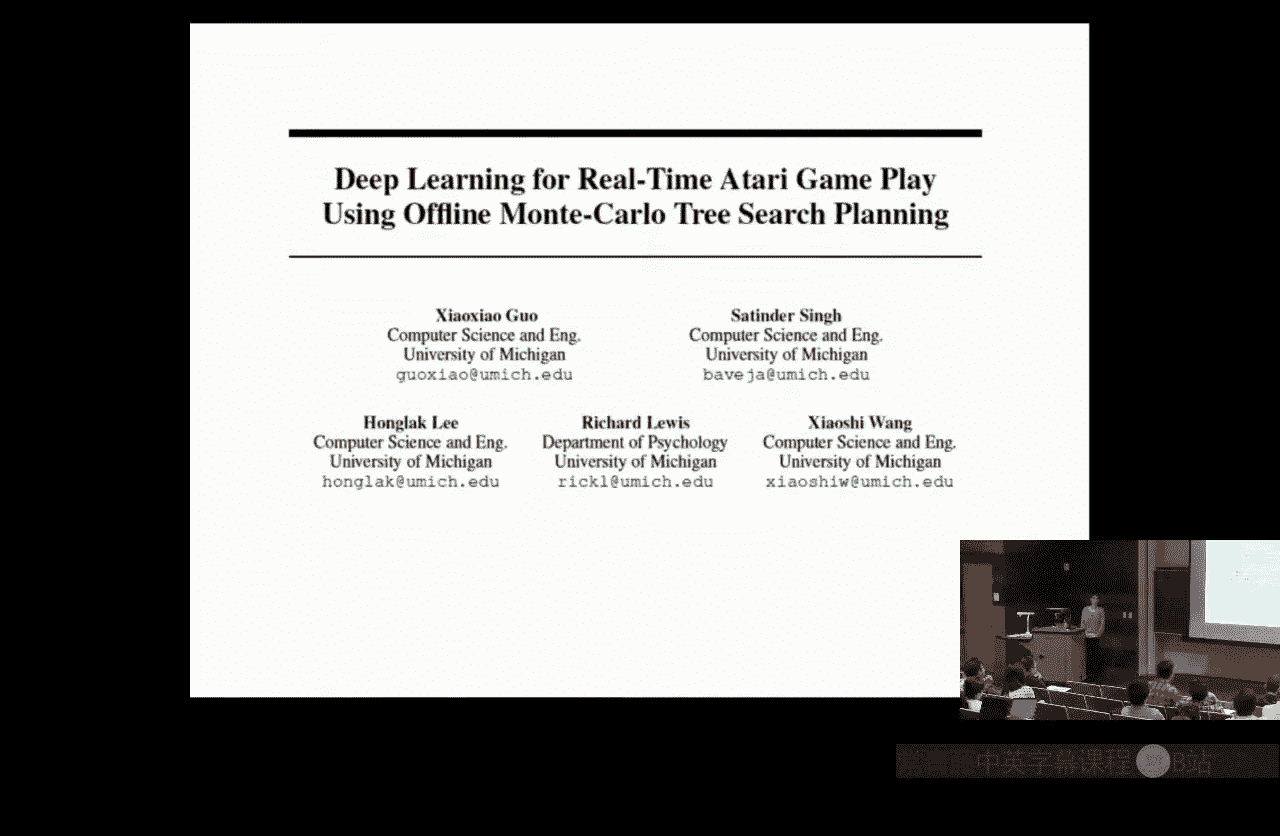 Deep Learning for Real-Time Atari Game Play
Using Offline Monte-Carlo Tree Search Planning
Xiaoxiao Guo
Computer Science and Eng.
University of Michigan
guoxiao@umich.edu
Satinder Singh
Computer Science and Eng.
University of Michigan
baveja@umich.edu
Honglak Lee
Computer Science and Eng.
University of Michigan
honglak@umich.edu
Richard Lewis
Department of Psychology
University of Michigan
rickl@umich.edu
Xiaoshi Wang
Computer Science and Eng.
University of Michigan
xiaoshiw@umich.edu
中英字幕课程 B站